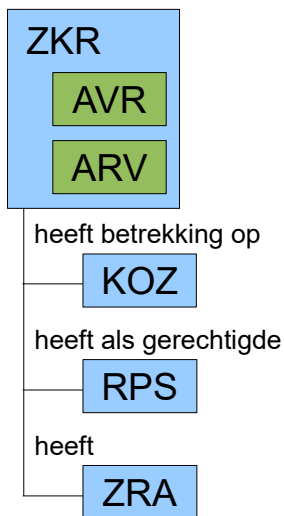 ZKR
AVR
ARV
heeft betrekking op
KOZ
heeft als gerechtigde
RPS
heeft
ZRA